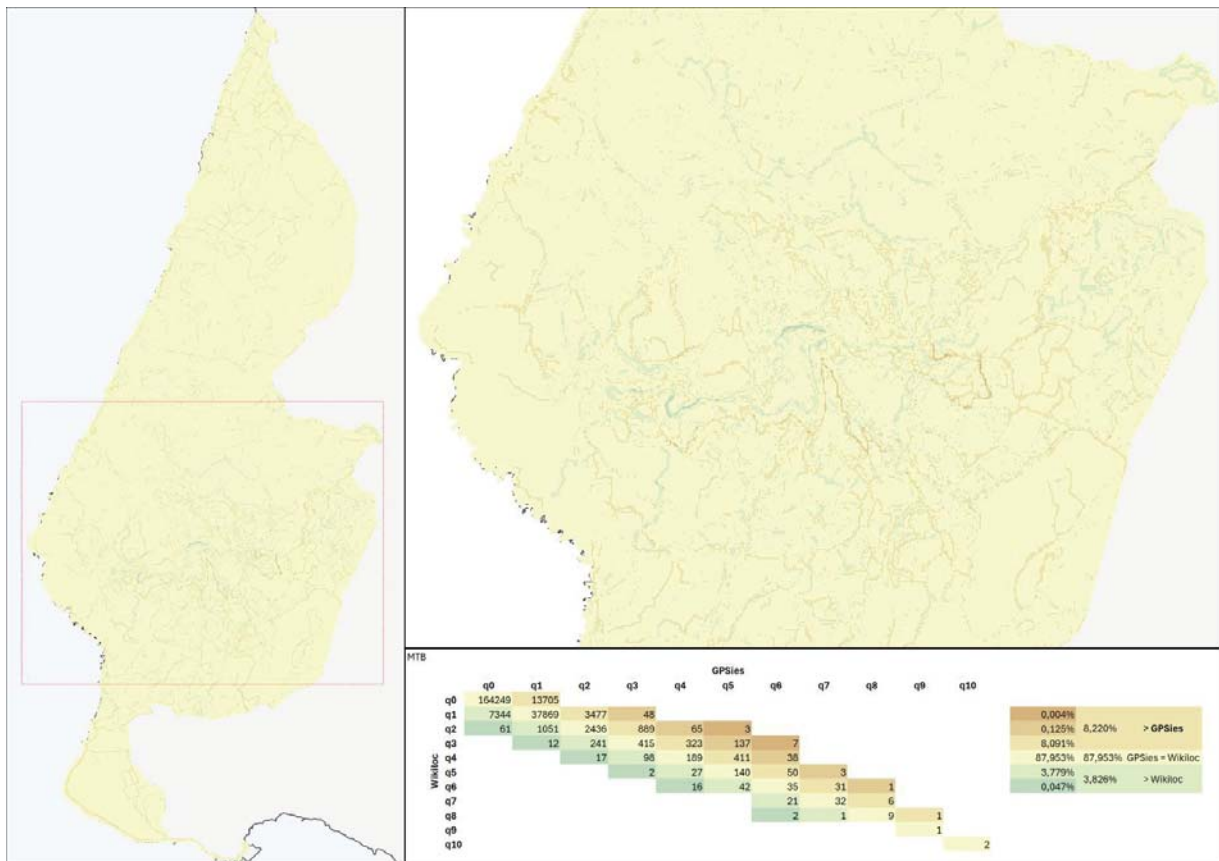 MTB
GPSies
q0 q1 q2 q3 q4 q5 q6 q7 q8 q9 q10
Wikiloc
q0 164249 13705
q1 7344 37869 3477 48
q2 61 1051 2436 889 65 3
q3 12 241 415 323 137 7
q4 17 98 189 411 38
q5 2 27 140 50 3
q6 16 42 35 31 1
q7 21 32 6
q8 2 1 9 1
q9 1
q10 2
0,004%
0,125% 8,220% > GPSies
8,091%
87,953% 87,953% GPSies = Wikiloc
3,779%
3,826% > Wikiloc
0,047%